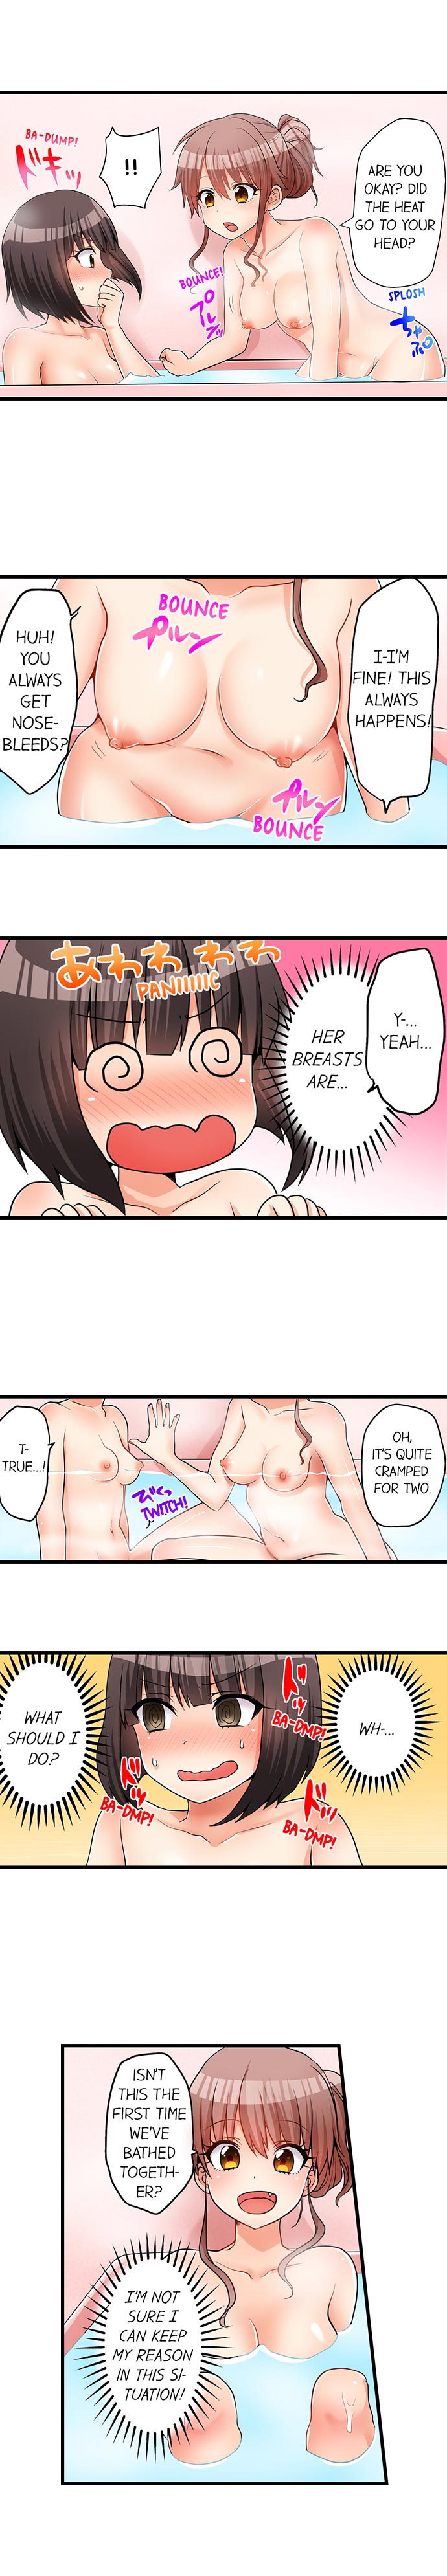 BA-DUMP!
ドキッ
!!
ARE YOU
OKAY? DID
THE HEAT
GO TO YOUR
HEAD?
BOUNCE!
プルン
SPLOSH
ちゃぷ
HUH!
YOU
ALWAYS
GET
NOSE-
BLEEDS?
BOUNCE
プルン
I-I'M
FINE! THIS
ALWAYS
HAPPENS!
プルン
BOUNCE
あわわわわ
PANIIIIIC
Y-...
YEAH...
HER
BREASTS
ARE...
OH,
IT'S QUITE
CRAMPED
FOR TWO.
T-
TRUE...!
びくっ
TWITCH!
WH-...
ドッ
BA-DMP!
WHAT
SHOULD I
DO?
ドドッ
BA-DMP!
ドッ
BA-DMP!
ISN'T
THIS THE
FIRST TIME
WE'VE
BATHED
TOGETH-
ER?
I'M NOT
SURE I
CAN KEEP
MY REASON
IN THIS SI-
TUATION!